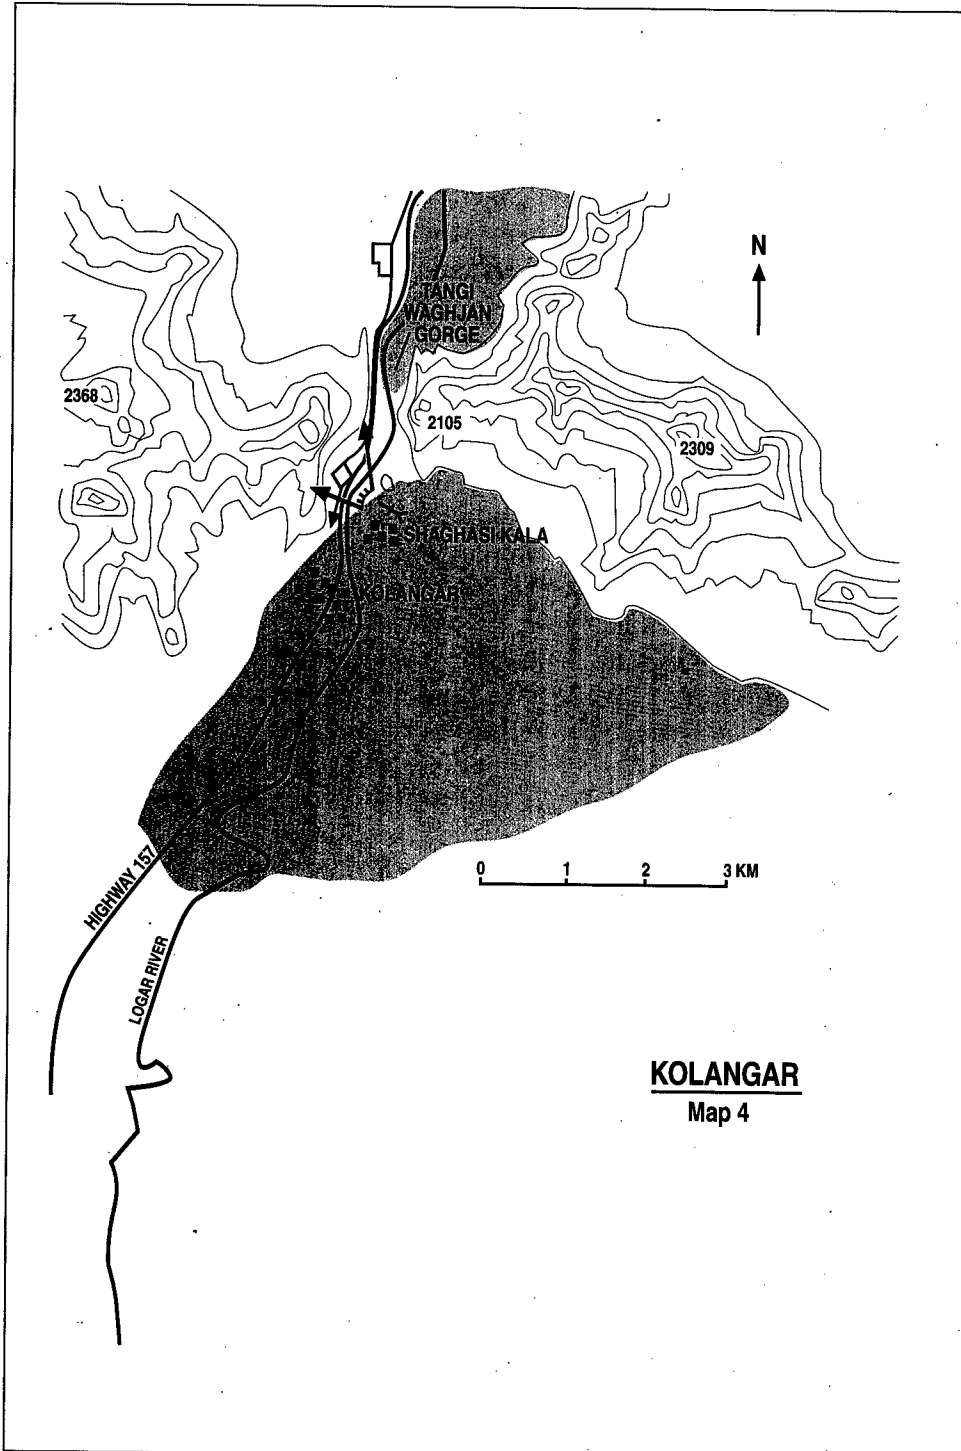 N
TANGI
WAGHJAN
GORGE
2368
2105
2309
SHAGHASI KALA
KOLANGAR
0 1 2 3 KM
HIGHWAY 157
LOGAR RIVER
KOLANGAR
Map 4